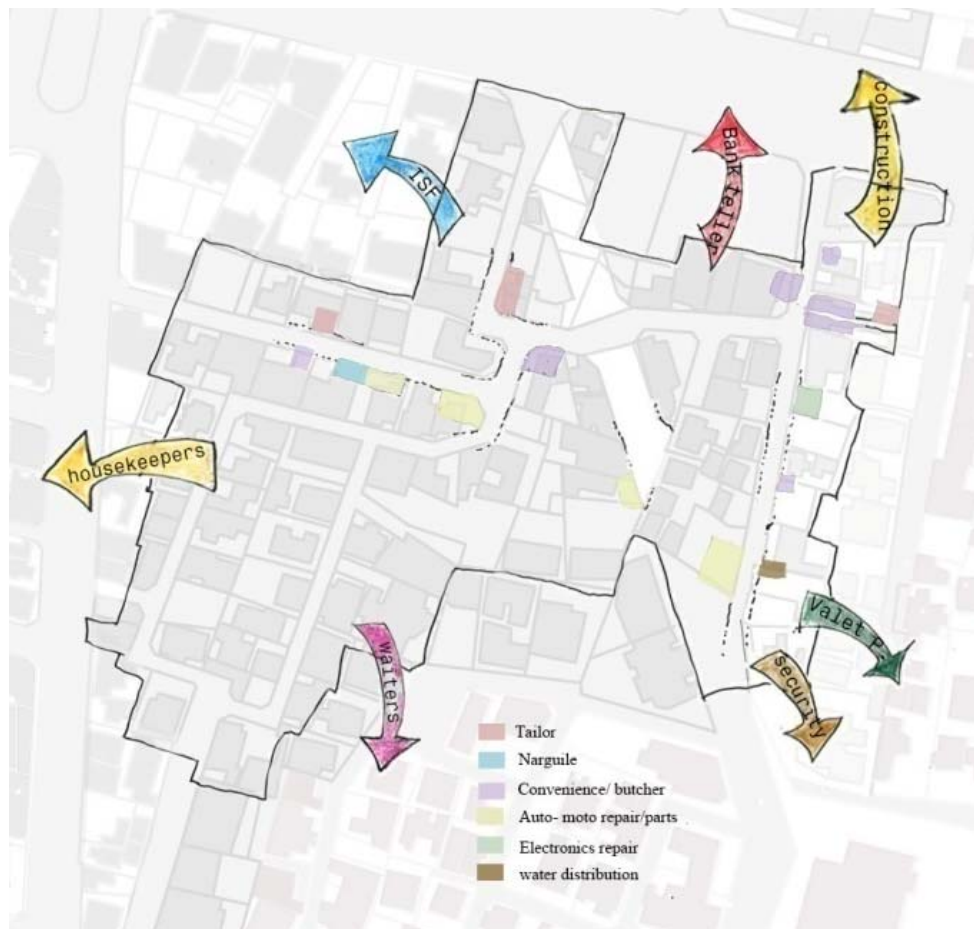 construction
Bank teller
ISF
housekeepers
Valet P.
security
Waiters
Tailor
Narguile
Convenience/ butcher
Auto- moto repair/parts
Electronics repair
water distribution